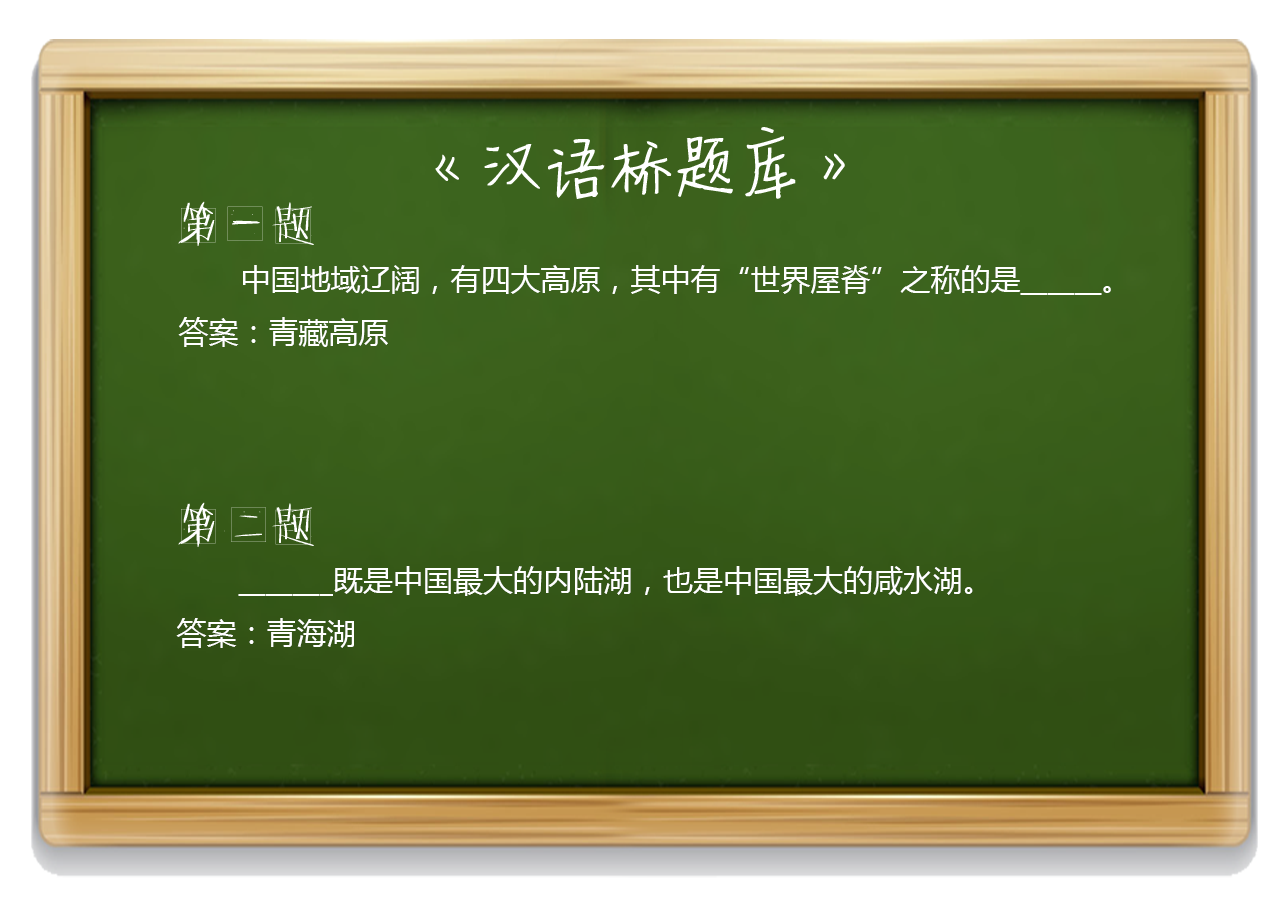 《汉语桥题库》
第一题
中国地域辽阔，有四大高原，其中有“世界屋脊”之称的是______。
答案：青藏高原
第二题
_______既是中国最大的内陆湖，也是中国最大的咸水湖。
答案：青海湖